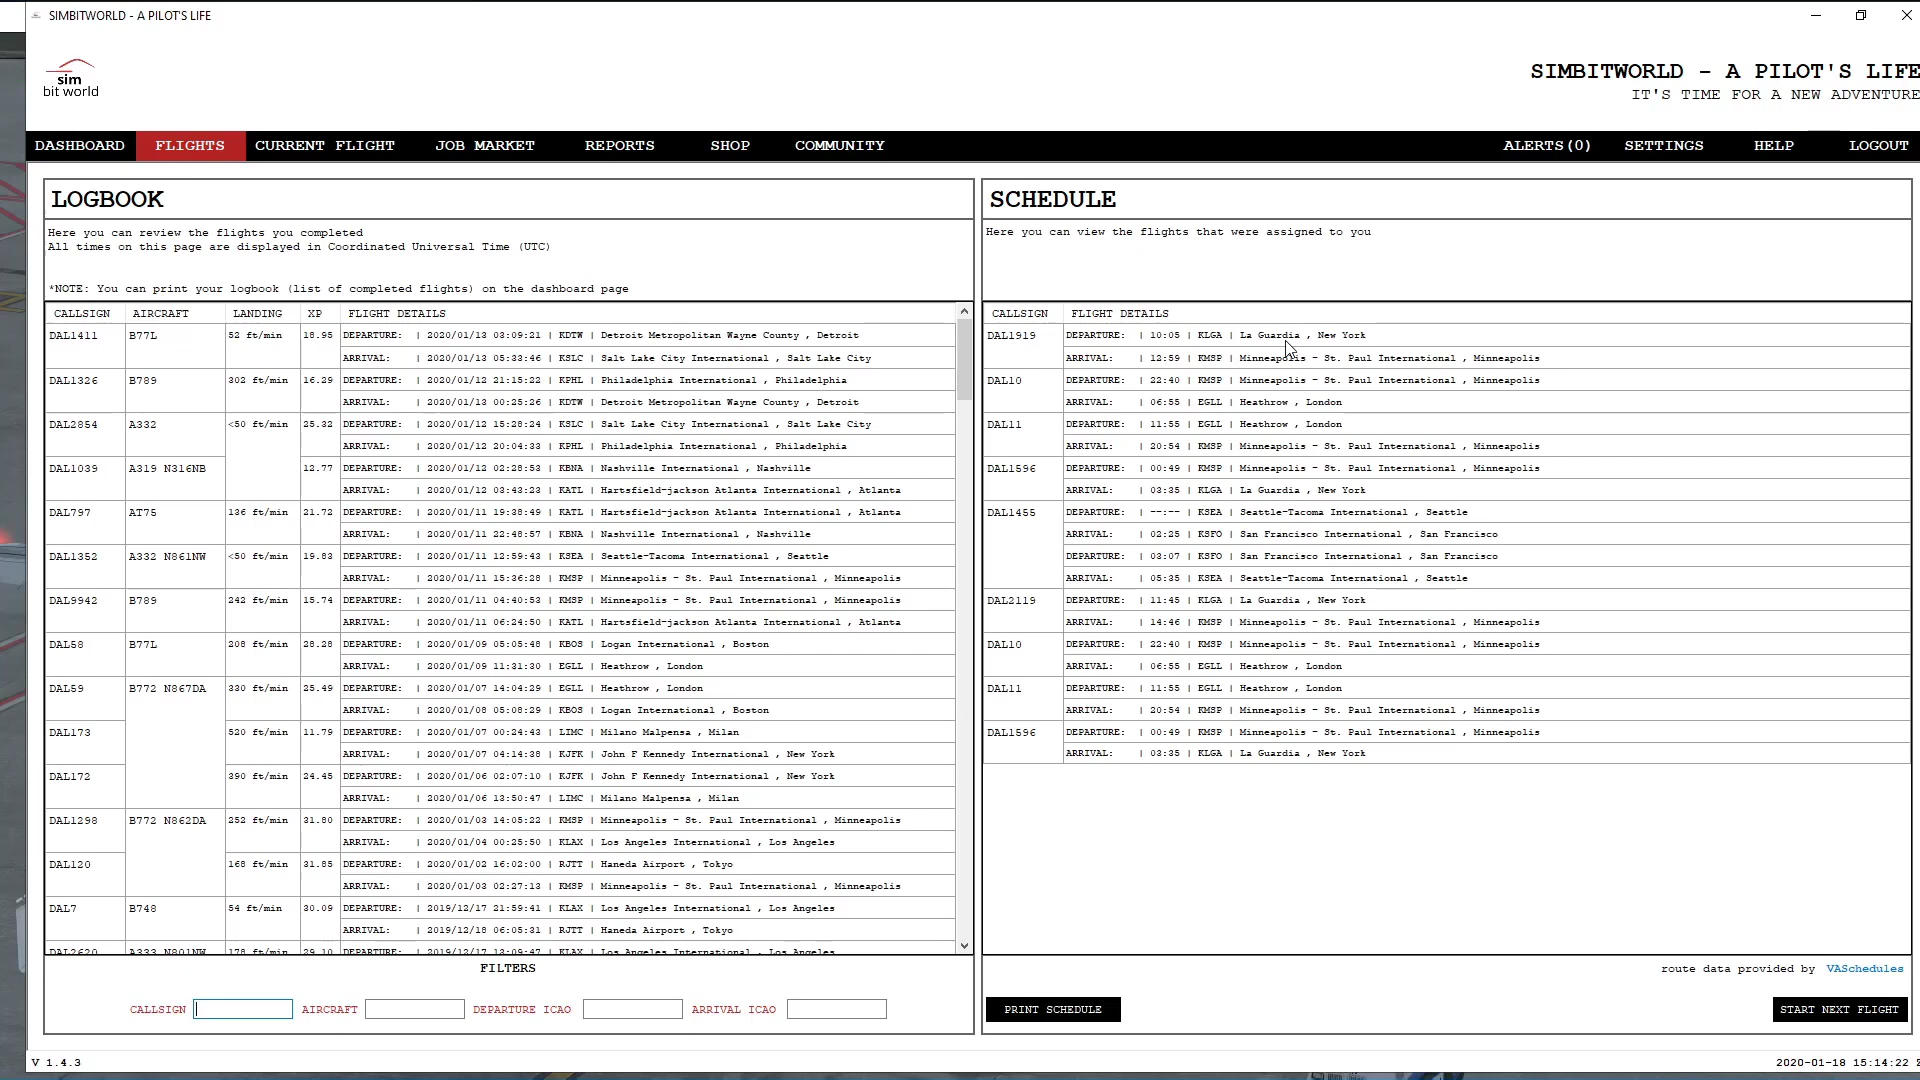 SIMBITWORLD - A PILOT'S LIFE
sim
bit world
SIMBITWORLD - A PILOT'S LIFE
IT'S TIME FOR A NEW ADVENTURE
DASHBOARD FLIGHTS CURRENT FLIGHT JOB MARKET REPORTS SHOP COMMUNITY ALERTS(0) SETTINGS HELP LOGOUT
LOGBOOK
Here you can review the flights you completed
All times on this page are displayed in Coordinated Universal Time (UTC)
*NOTE: You can print your logbook (list of completed flights) on the dashboard page
CALLSIGN AIRCRAFT LANDING XP FLIGHT DETAILS
DAL1411 B77L 52 ft/min 18.95 DEPARTURE: | 2020/01/13 03:09:21 | KDTW | Detroit Metropolitan Wayne County , Detroit
ARRIVAL: | 2020/01/13 05:33:46 | KSLC | Salt Lake City International , Salt Lake City
DAL1326 B789 302 ft/min 16.29 DEPARTURE: | 2020/01/12 21:15:22 | KPHL | Philadelphia International , Philadelphia
ARRIVAL: | 2020/01/13 00:25:26 | KDTW | Detroit Metropolitan Wayne County , Detroit
DAL2854 A332 <50 ft/min 25.32 DEPARTURE: | 2020/01/12 15:28:24 | KSLC | Salt Lake City International , Salt Lake City
ARRIVAL: | 2020/01/12 20:04:33 | KPHL | Philadelphia International , Philadelphia
DAL1039 A319 N316NB 12.77 DEPARTURE: | 2020/01/12 02:28:53 | KBNA | Nashville International , Nashville
ARRIVAL: | 2020/01/12 03:43:23 | KATL | Hartsfield-jackson Atlanta International , Atlanta
DAL797 AT75 136 ft/min 21.72 DEPARTURE: | 2020/01/11 19:38:49 | KATL | Hartsfield-jackson Atlanta International , Atlanta
ARRIVAL: | 2020/01/11 22:48:57 | KBNA | Nashville International , Nashville
DAL1352 A332 N861NW <50 ft/min 19.83 DEPARTURE: | 2020/01/11 12:59:43 | KSEA | Seattle-Tacoma International , Seattle
ARRIVAL: | 2020/01/11 15:36:28 | KMSP | Minneapolis - St. Paul International , Minneapolis
DAL9942 B789 242 ft/min 15.74 DEPARTURE: | 2020/01/11 04:40:53 | KMSP | Minneapolis - St. Paul International , Minneapolis
ARRIVAL: | 2020/01/11 06:24:50 | KATL | Hartsfield-jackson Atlanta International , Atlanta
DAL58 B77L 208 ft/min 28.28 DEPARTURE: | 2020/01/09 05:05:48 | KBOS | Logan International , Boston
ARRIVAL: | 2020/01/09 11:31:30 | EGLL | Heathrow , London
DAL59 B772 N867DA 330 ft/min 25.49 DEPARTURE: | 2020/01/07 14:04:29 | EGLL | Heathrow , London
ARRIVAL: | 2020/01/08 05:08:29 | KBOS | Logan International , Boston
DAL173 520 ft/min 11.79 DEPARTURE: | 2020/01/07 00:24:43 | LIMC | Milano Malpensa , Milan
ARRIVAL: | 2020/01/07 04:14:38 | KJFK | John F Kennedy International , New York
DAL172 390 ft/min 24.45 DEPARTURE: | 2020/01/06 02:07:10 | KJFK | John F Kennedy International , New York
ARRIVAL: | 2020/01/06 13:50:47 | LIMC | Milano Malpensa , Milan
DAL1298 B772 N862DA 252 ft/min 31.80 DEPARTURE: | 2020/01/03 14:05:22 | KMSP | Minneapolis - St. Paul International , Minneapolis
ARRIVAL: | 2020/01/04 00:25:50 | KLAX | Los Angeles International , Los Angeles
DAL120 168 ft/min 31.85 DEPARTURE: | 2020/01/02 16:02:00 | RJTT | Haneda Airport , Tokyo
ARRIVAL: | 2020/01/03 02:27:13 | KMSP | Minneapolis - St. Paul International , Minneapolis
DAL7 B748 54 ft/min 30.09 DEPARTURE: | 2019/12/17 21:59:41 | KLAX | Los Angeles International , Los Angeles
ARRIVAL: | 2019/12/18 06:05:31 | RJTT | Haneda Airport , Tokyo
DAL2620 A333 N801NW 178 ft/min 29.10 DEPARTURE: | 2019/12/17 13:09:47 | KLAX | Los Angeles International , Los Angeles
FILTERS
CALLSIGN AIRCRAFT DEPARTURE ICAO ARRIVAL ICAO
SCHEDULE
Here you can view the flights that were assigned to you
CALLSIGN FLIGHT DETAILS
DAL1919 DEPARTURE: | 10:05 | KLGA | La Guardia , New York
ARRIVAL: | 12:59 | KMSP | Minneapolis - St. Paul International , Minneapolis
DAL10 DEPARTURE: | 22:40 | KMSP | Minneapolis - St. Paul International , Minneapolis
ARRIVAL: | 06:55 | EGLL | Heathrow , London
DAL11 DEPARTURE: | 11:55 | EGLL | Heathrow , London
ARRIVAL: | 20:54 | KMSP | Minneapolis - St. Paul International , Minneapolis
DAL1596 DEPARTURE: | 00:49 | KMSP | Minneapolis - St. Paul International , Minneapolis
ARRIVAL: | 03:35 | KLGA | La Guardia , New York
DAL1455 DEPARTURE: | --:-- | KSEA | Seattle-Tacoma International , Seattle
ARRIVAL: | 02:25 | KSFO | San Francisco International , San Francisco
DEPARTURE: | 03:07 | KSFO | San Francisco International , San Francisco
ARRIVAL: | 05:35 | KSEA | Seattle-Tacoma International , Seattle
DAL2119 DEPARTURE: | 11:45 | KLGA | La Guardia , New York
ARRIVAL: | 14:46 | KMSP | Minneapolis - St. Paul International , Minneapolis
DAL10 DEPARTURE: | 22:40 | KMSP | Minneapolis - St. Paul International , Minneapolis
ARRIVAL: | 06:55 | EGLL | Heathrow , London
DAL11 DEPARTURE: | 11:55 | EGLL | Heathrow , London
ARRIVAL: | 20:54 | KMSP | Minneapolis - St. Paul International , Minneapolis
DAL1596 DEPARTURE: | 00:49 | KMSP | Minneapolis - St. Paul International , Minneapolis
ARRIVAL: | 03:35 | KLGA | La Guardia , New York
route data provided by VASchedules
PRINT SCHEDULE START NEXT FLIGHT
V 1.4.3
2020-01-18 15:14:22 Z